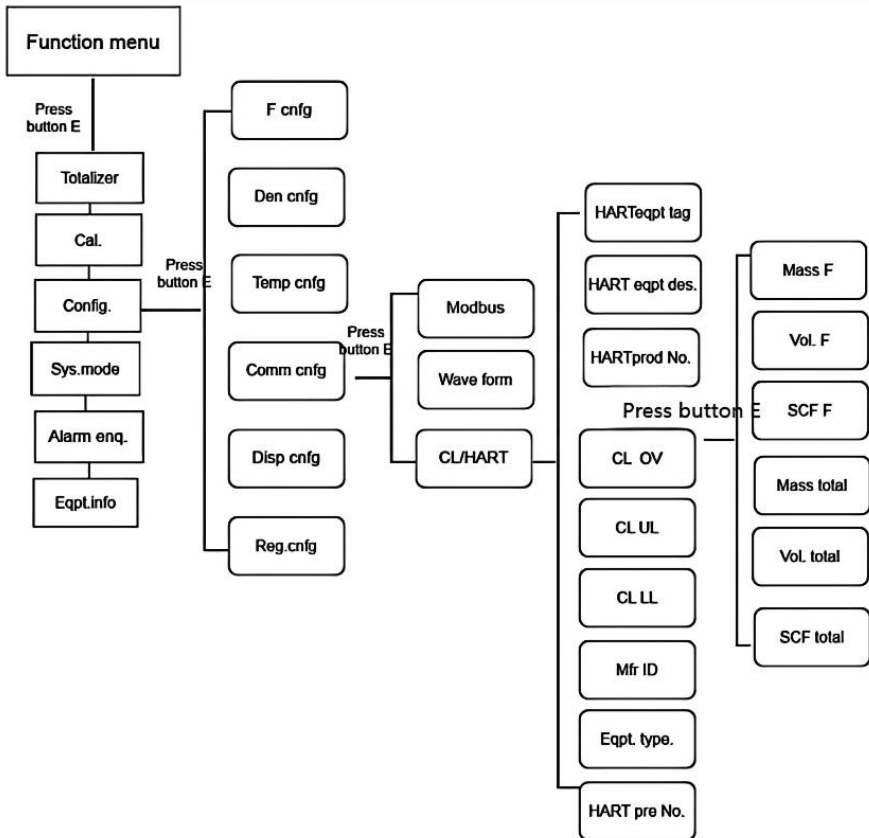 Function menu
Press
button E
Totalizer
Cal.
Config.
Sys.mode
Alarm enq.
Eqpt.info
Press
button E
F cnfg
Den cnfg
Temp cnfg
Comm cnfg
Disp cnfg
Reg.cnfg
Press
button E
Modbus
Wave form
CL/HART
HARTeqpt tag
HART eqpt des.
HARTprod No.
CL OV
CL UL
CL LL
Mfr ID
Eqpt. type.
HART pre No.
Press button E
Mass F
Vol. F
SCF F
Mass total
Vol. total
SCF total